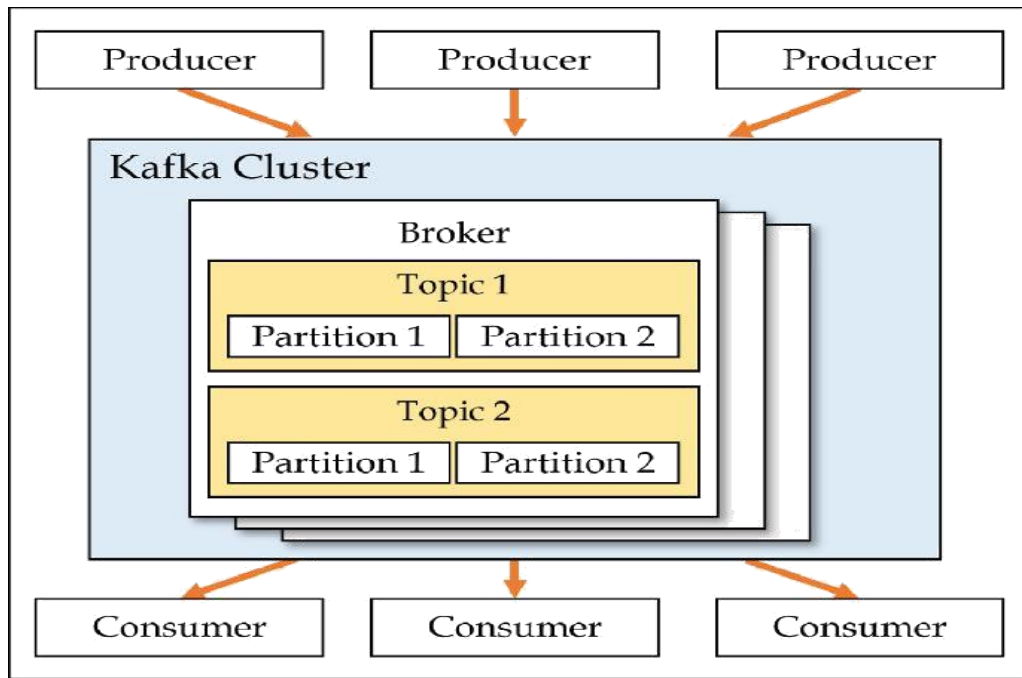 Producer Producer Producer
Kafka Cluster
Broker
Topic 1
Partition 1 Partition 2
Topic 2
Partition 1 Partition 2
Consumer Consumer Consumer